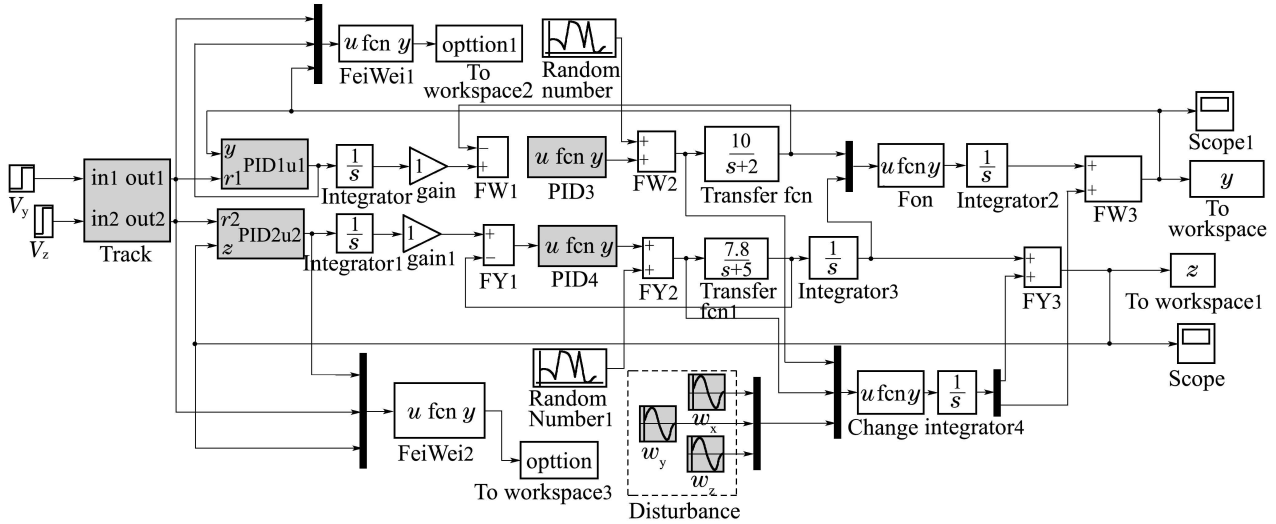 u fcn y
FeiWei1
opttion1
To
workspace2
Random
number
Scope1
y
r1
PID1u1
1
s
Integrator
1
gain
−
+
FW1
u fcn y
PID3
+
+
FW2
10
s+2
Transfer fcn
u fcn y
Fon
1
s
Integrator2
+
+
FW3
y
To
workspace
Vy
Vz
in1 out1
in2 out2
Track
r2
z
PID2u2
1
s
Integrator1
1
gain1
+
−
FY1
u fcn y
PID4
+
+
FY2
7.8
s+5
Transfer
fcn1
1
s
Integrator3
+
+
FY3
z
To workspace1
Scope
Random
Number1
u fcn y
FeiWei2
opttion
To workspace3
wx
wy
wz
Disturbance
u fcn y
Change
1
s
integrator4